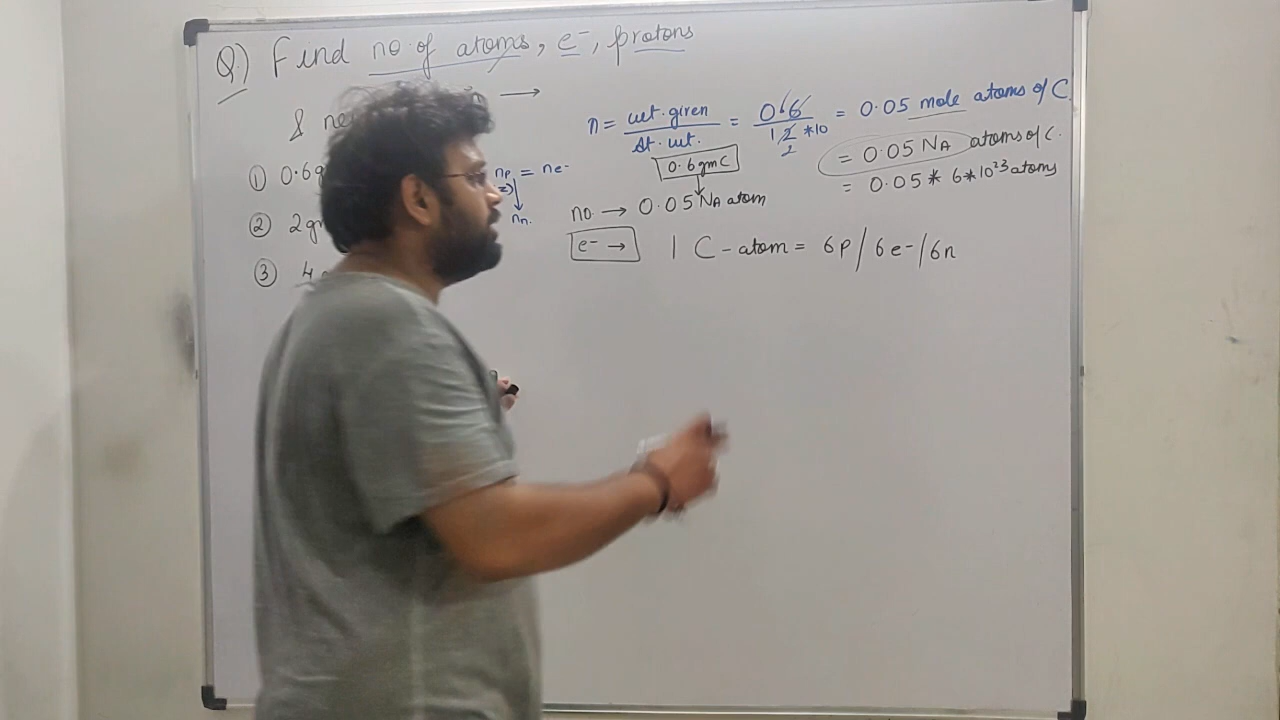 Q.) Find no. of atoms, e⁻, protons
& ne →
① 0.6g
② 2g
③ 4
np = ne⁻
nn.
n = wt. given / At. wt. = 0.6 / 12 *10 = 0.05 mole atoms of C.
2
= 0.05 NA atoms of C.
= 0.05 * 6*10²³ atoms
0.6 gm C
no. → 0.05 NA atom
e⁻ → 1 C-atom = 6p / 6e⁻ / 6n